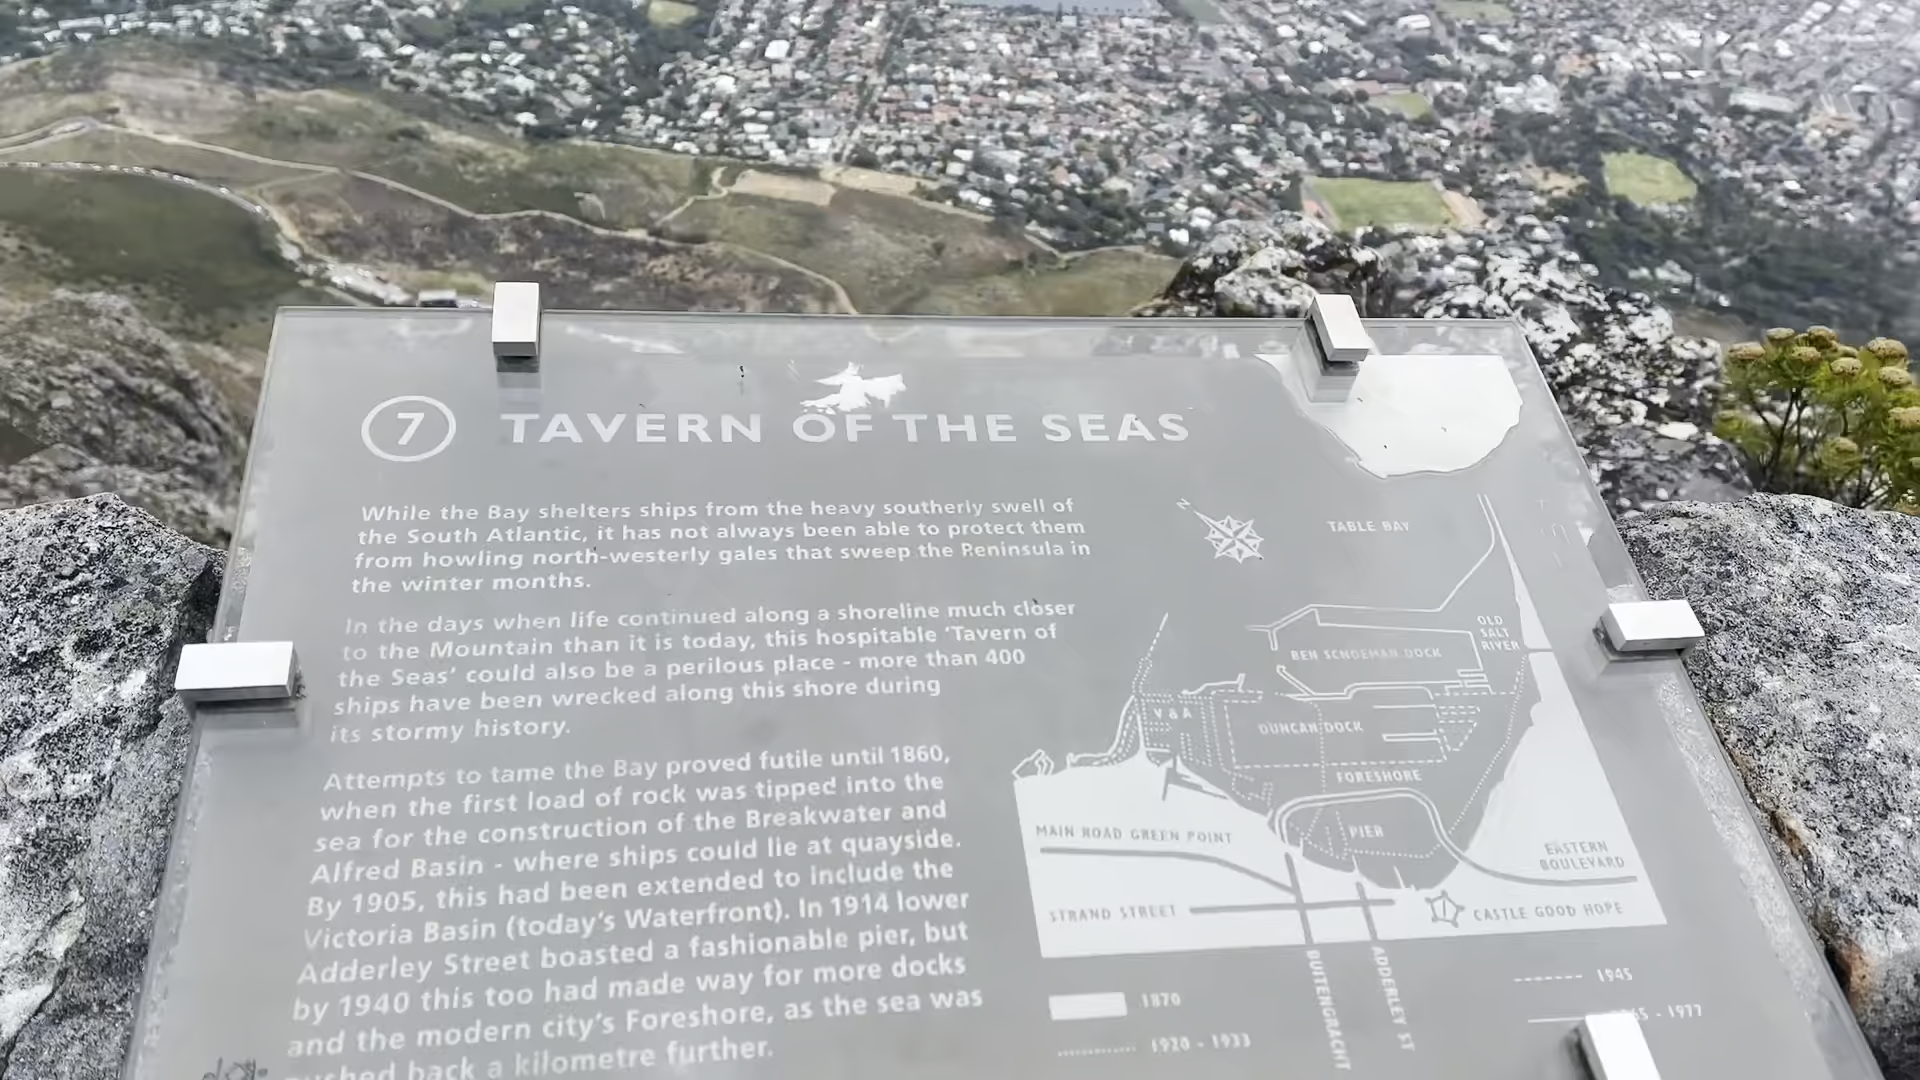 7 TAVERN OF THE SEAS
While the Bay shelters ships from the heavy southerly swell of
the South Atlantic, it has not always been able to protect them
from howling north-westerly gales that sweep the Peninsula in
the winter months.
In the days when life continued along a shoreline much closer
to the Mountain than it is today, this hospitable 'Tavern of
the Seas' could also be a perilous place - more than 400
ships have been wrecked along this shore during
its stormy history.
Attempts to tame the Bay proved futile until 1860,
when the first load of rock was tipped into the
sea for the construction of the Breakwater and
Alfred Basin - where ships could lie at quayside.
By 1905, this had been extended to include the
Victoria Basin (today's Waterfront). In 1914 lower
Adderley Street boasted a fashionable pier, but
by 1940 this too had made way for more docks
and the modern city's Foreshore, as the sea was
pushed back a kilometre further.
N
TABLE BAY
OLD
SALT
RIVER
BEN SCHOEMAN DOCK
V & A
DUNCAN DOCK
FORESHORE
PIER
MAIN ROAD GREEN POINT
EASTERN
BOULEVARD
STRAND STREET
CASTLE GOOD HOPE
BUITENGRACHT
ADDERLEY ST
1870
1920 - 1933
1945
65 - 1977